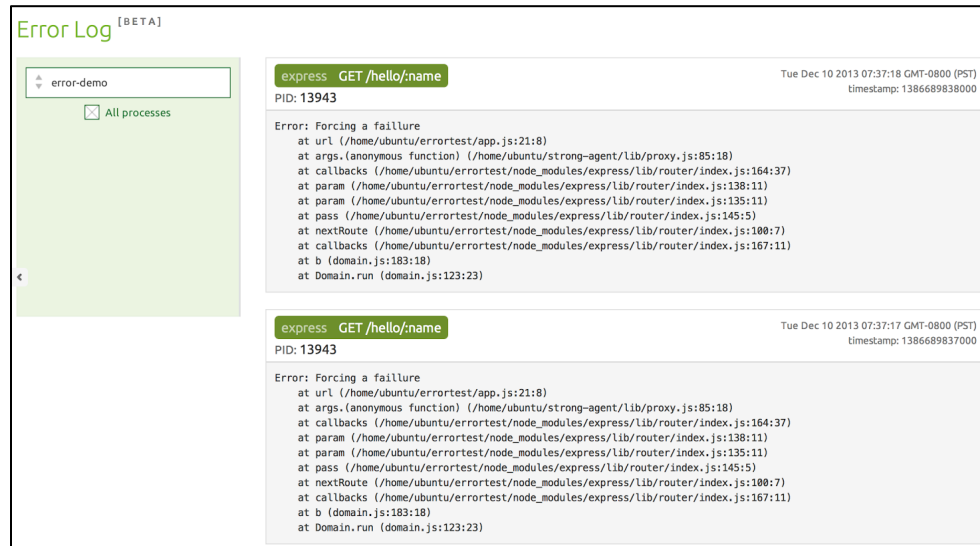 Error Log [BETA]
error-demo
All processes
express GET /hello/:name
Tue Dec 10 2013 07:37:18 GMT-0800 (PST)
PID: 13943
timestamp: 1386689838000
Error: Forcing a faillure
at url (/home/ubuntu/errortest/app.js:21:8)
at args.(anonymous function) (/home/ubuntu/strong-agent/lib/proxy.js:85:18)
at callbacks (/home/ubuntu/errortest/node_modules/express/lib/router/index.js:164:37)
at param (/home/ubuntu/errortest/node_modules/express/lib/router/index.js:138:11)
at param (/home/ubuntu/errortest/node_modules/express/lib/router/index.js:135:11)
at pass (/home/ubuntu/errortest/node_modules/express/lib/router/index.js:145:5)
at nextRoute (/home/ubuntu/errortest/node_modules/express/lib/router/index.js:100:7)
at callbacks (/home/ubuntu/errortest/node_modules/express/lib/router/index.js:167:11)
at b (domain.js:183:18)
at Domain.run (domain.js:123:23)
express GET /hello/:name
Tue Dec 10 2013 07:37:17 GMT-0800 (PST)
PID: 13943
timestamp: 1386689837000
Error: Forcing a faillure
at url (/home/ubuntu/errortest/app.js:21:8)
at args.(anonymous function) (/home/ubuntu/strong-agent/lib/proxy.js:85:18)
at callbacks (/home/ubuntu/errortest/node_modules/express/lib/router/index.js:164:37)
at param (/home/ubuntu/errortest/node_modules/express/lib/router/index.js:138:11)
at param (/home/ubuntu/errortest/node_modules/express/lib/router/index.js:135:11)
at pass (/home/ubuntu/errortest/node_modules/express/lib/router/index.js:145:5)
at nextRoute (/home/ubuntu/errortest/node_modules/express/lib/router/index.js:100:7)
at callbacks (/home/ubuntu/errortest/node_modules/express/lib/router/index.js:167:11)
at b (domain.js:183:18)
at Domain.run (domain.js:123:23)